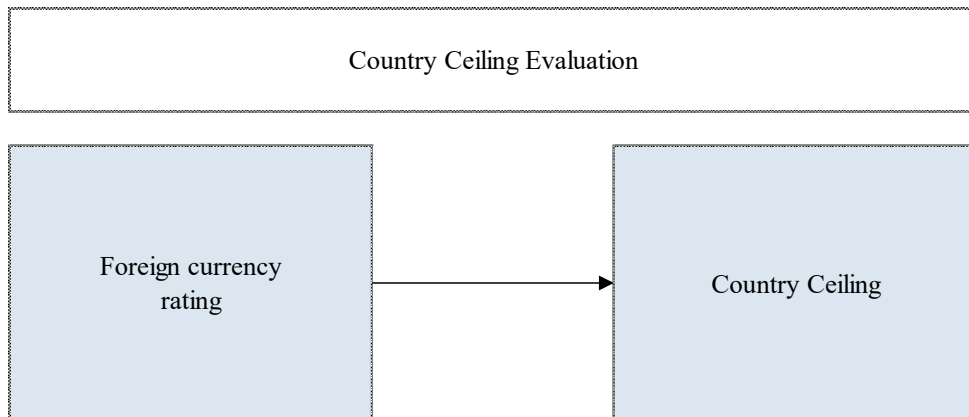 Country Ceiling Evaluation
Foreign currency
rating
Country Ceiling